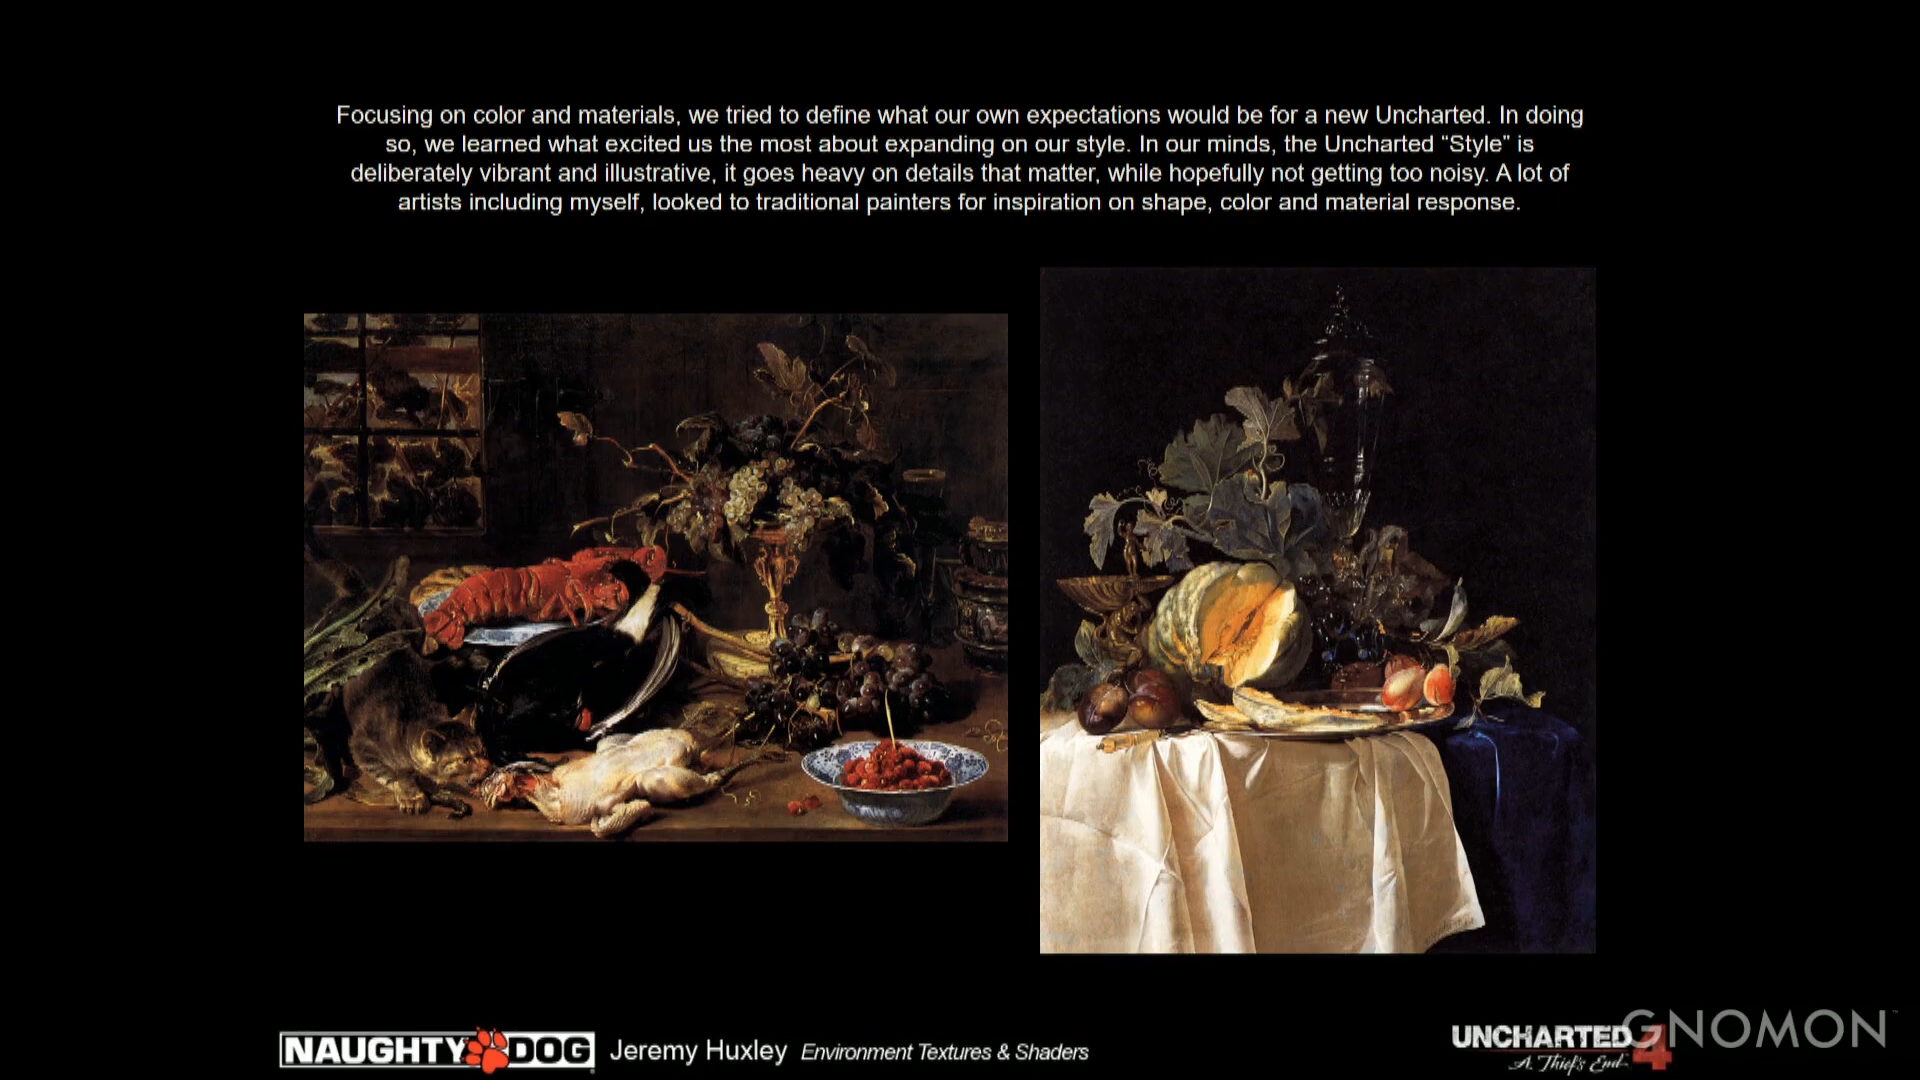 Focusing on color and materials, we tried to define what our own expectations would be for a new Uncharted. In doing
so, we learned what excited us the most about expanding on our style. In our minds, the Uncharted “Style” is
deliberately vibrant and illustrative, it goes heavy on details that matter, while hopefully not getting too noisy. A lot of
artists including myself, looked to traditional painters for inspiration on shape, color and material response.
NAUGHTY DOG
Jeremy Huxley Environment Textures & Shaders
UNCHARTED 4
A Thief's End
GNOMON